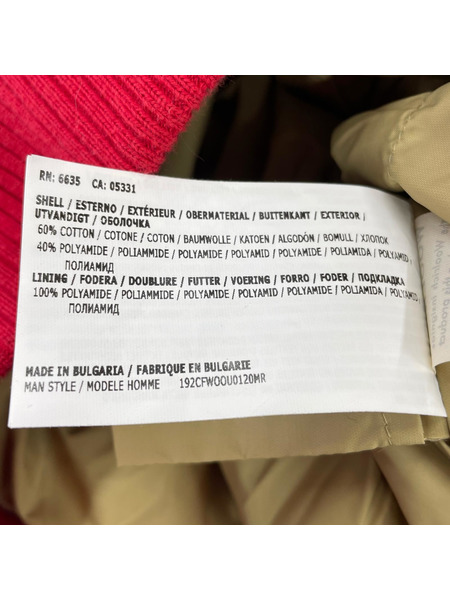 RN: 6635 CA: 05331
SHELL / ESTERNO / EXTÉRIEUR / OBERMATERIAL / BUITENKANT / EXTERIOR /
UTVANDIGT / ОБОЛОЧКА
60% COTTON / COTONE / COTON / BAUMWOLLE / KATOEN / ALGODÓN / BOMULL / ХЛОПОК
40% POLYAMIDE / POLIAMMIDE / POLYAMIDE / POLYAMID / POLYAMIDE / POLIAMIDA / POLYAMID /
ПОЛИАМИД
LINING / FODERA / DOUBLURE / FUTTER / VOERING / FORRO / FODER / ПОДКЛАДКА
100% POLYAMIDE / POLIAMMIDE / POLYAMIDE / POLYAMID / POLYAMIDE / POLIAMIDA / POLYAMID /
ПОЛИАМИД
MADE IN BULGARIA / FABRIQUE EN BULGARIE
MAN STYLE / MODELE HOMME 192CFWOOU0120MR